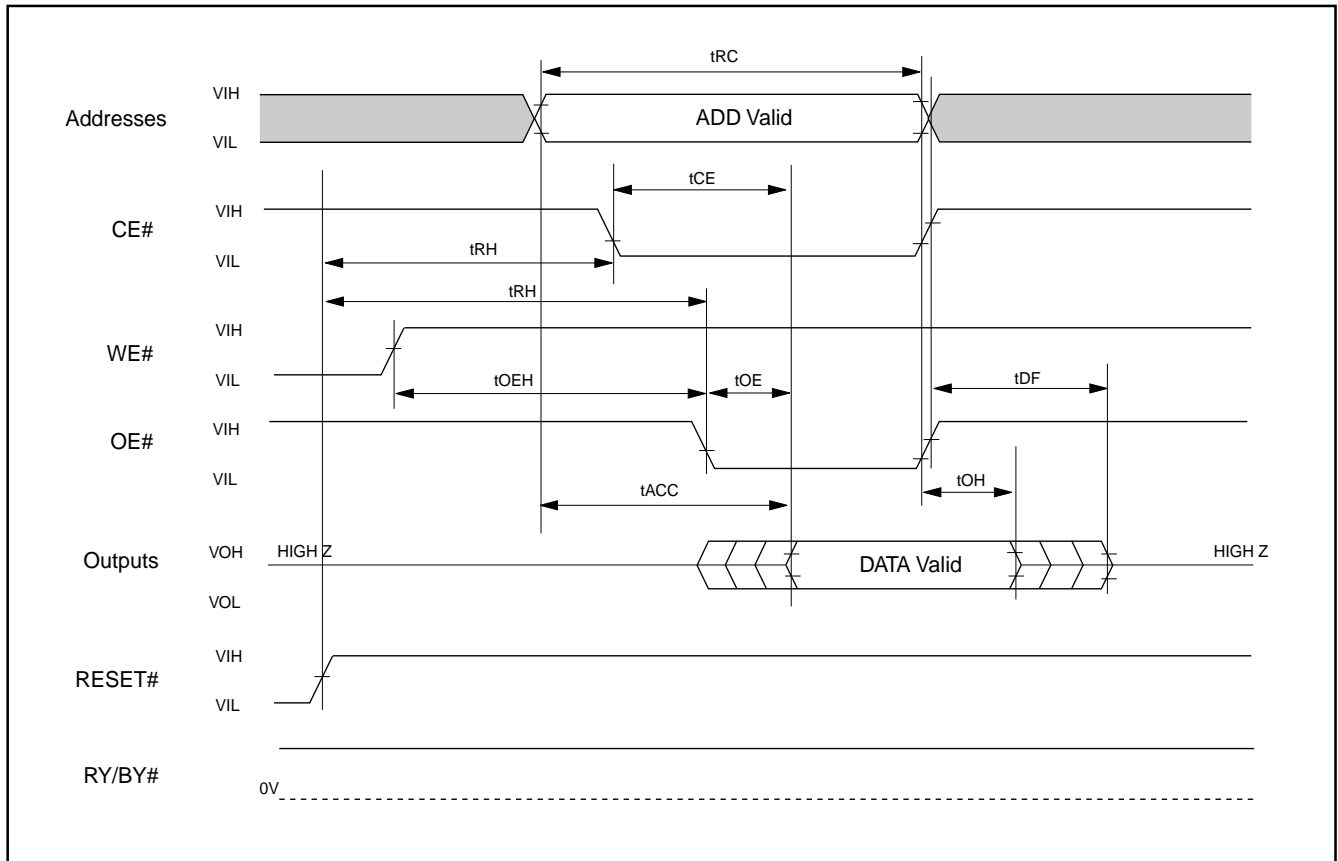 tRC
VIH
Addresses
ADD Valid
VIL
tCE
VIH
CE#
tRH
VIL
tRH
VIH
WE#
VIL
tOEH
tOE
tDF
VIH
OE#
VIL
tACC
tOH
VOH
HIGH Z
Outputs
DATA Valid
HIGH Z
VOL
VIH
RESET#
VIL
RY/BY#
0V